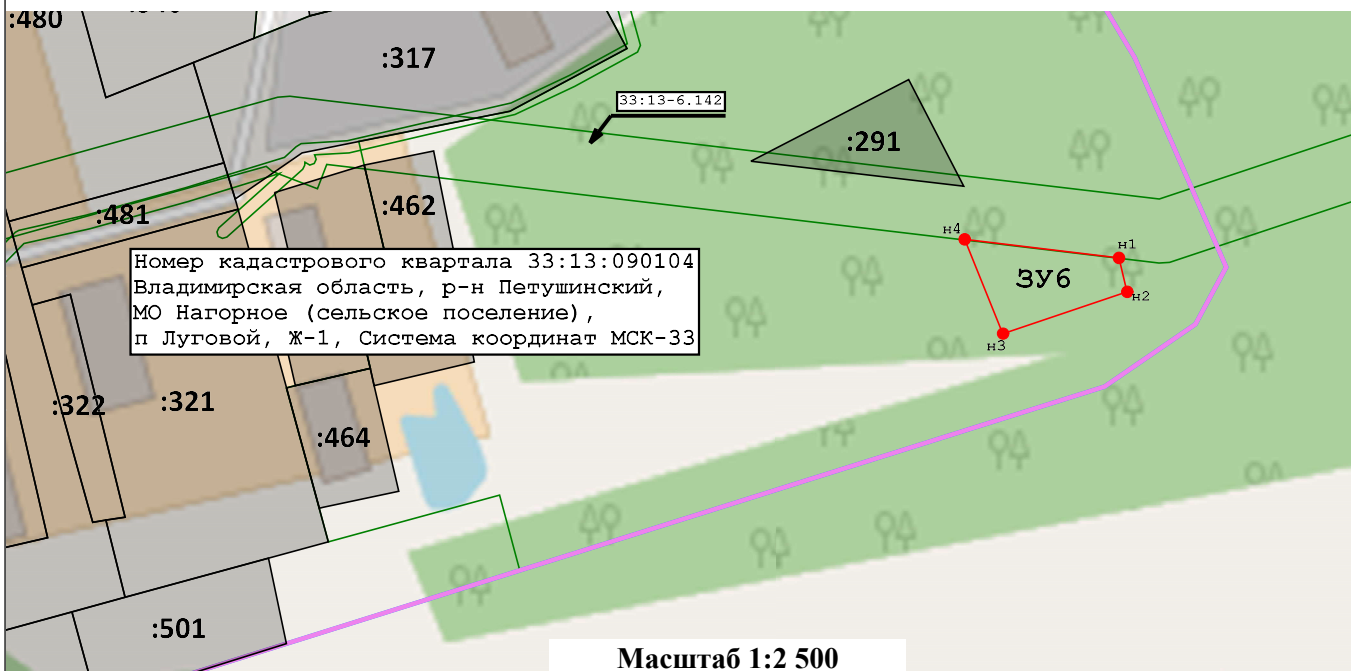 :480
:317
33:13-6.142
:291
:462
:481
н4
н1
ЗУ6
н2
н3
Номер кадастрового квартала 33:13:090104
Владимирская область, р-н Петушинский,
МО Нагорное (сельское поселение),
п Луговой, Ж-1, Система координат МСК-33
:322
:321
:464
:501
Масштаб 1:2 500